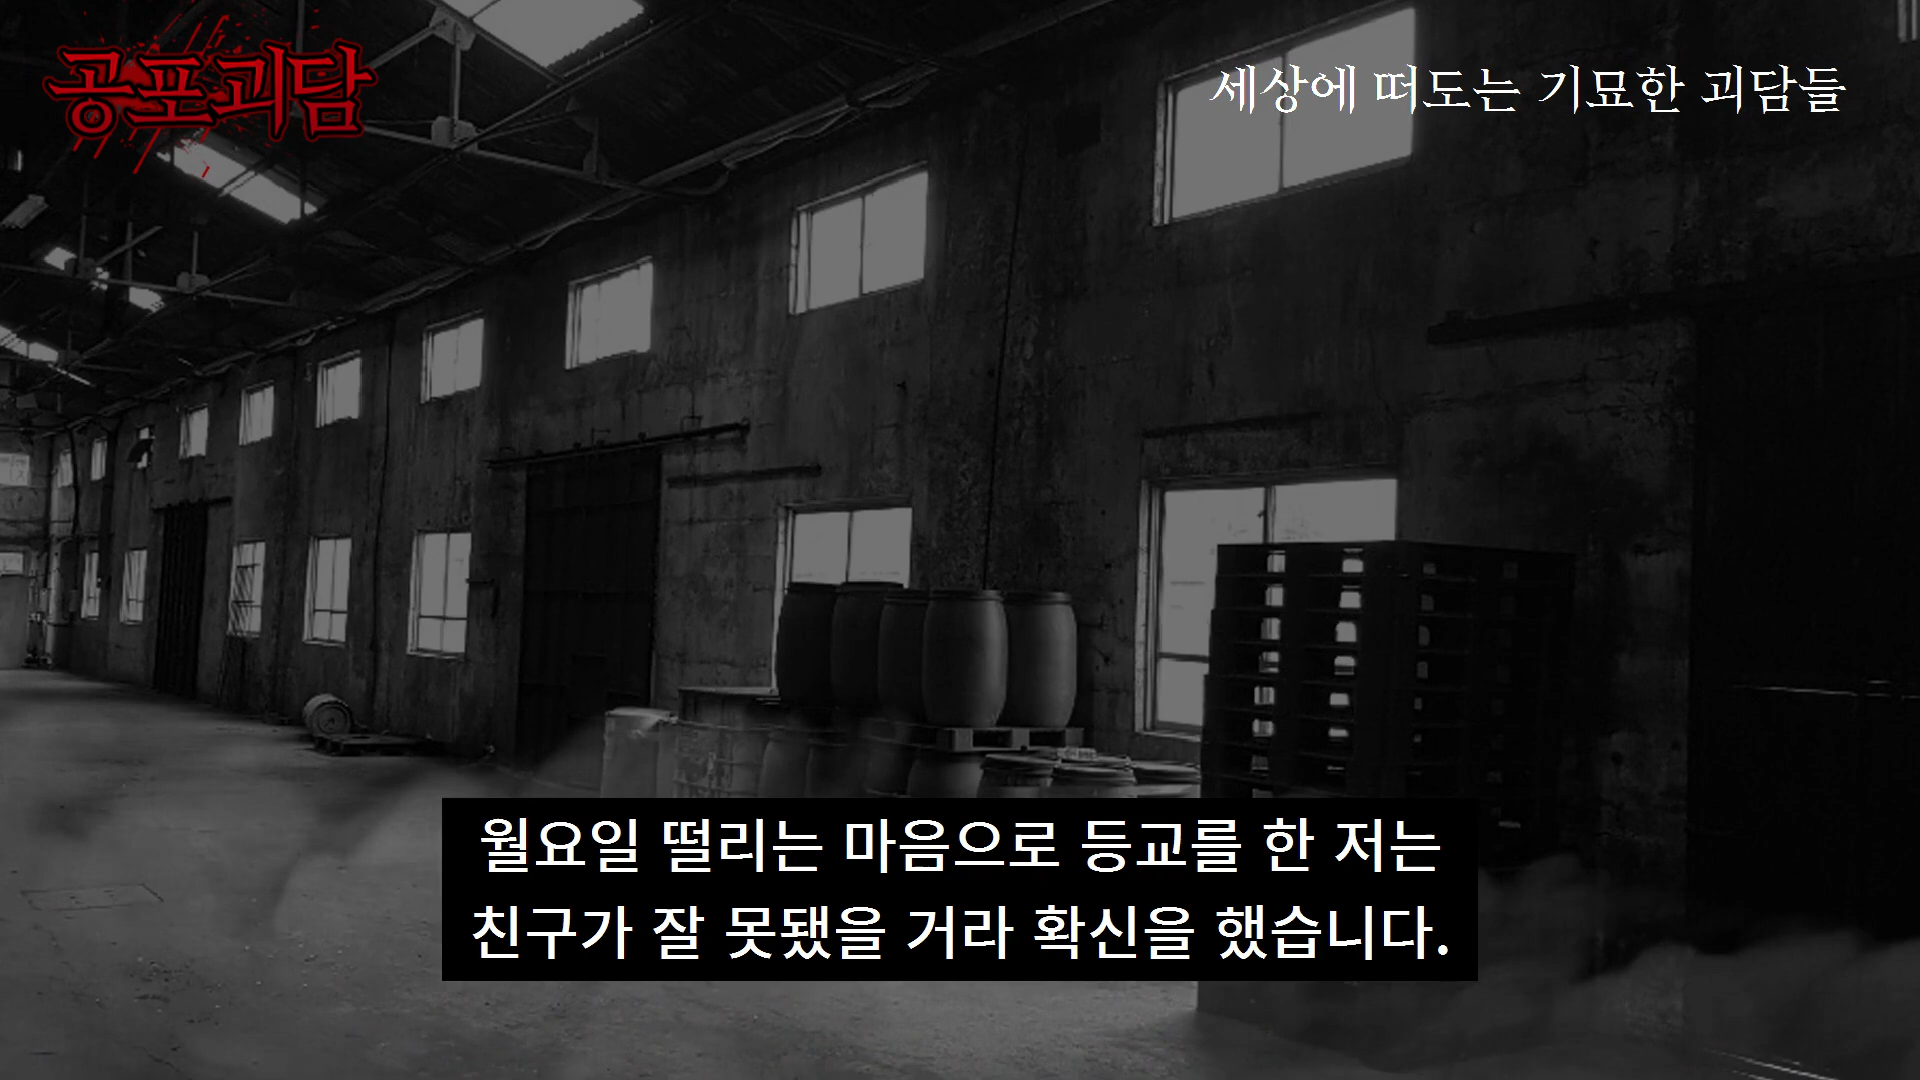 공포괴담
세상에 떠도는 기묘한 괴담들
월요일 떨리는 마음으로 등교를 한 저는
친구가 잘 못됐을 거라 확신을 했습니다.